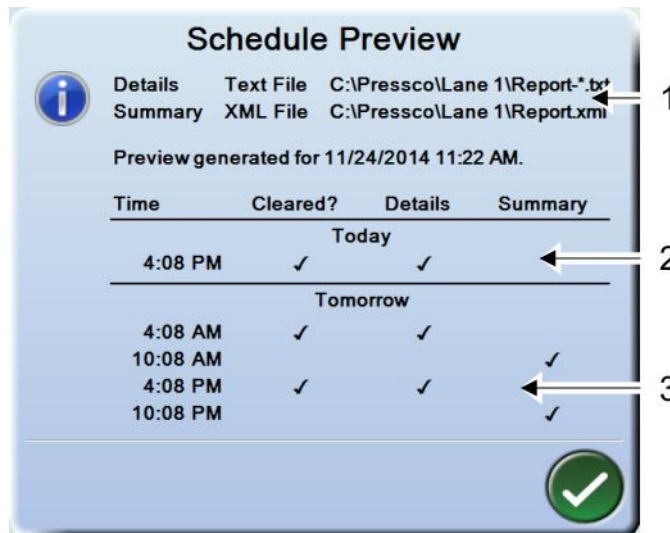 Schedule Preview
Details Text File C:\Pressco\Lane 1\Report-*.txt
Summary XML File C:\Pressco\Lane 1\Report.xml
1
Preview generated for 11/24/2014 11:22 AM.
Time Cleared? Details Summary
Today
4:08 PM ✓ ✓
2
Tomorrow
4:08 AM ✓ ✓
10:08 AM ✓
4:08 PM ✓ ✓
3
10:08 PM ✓